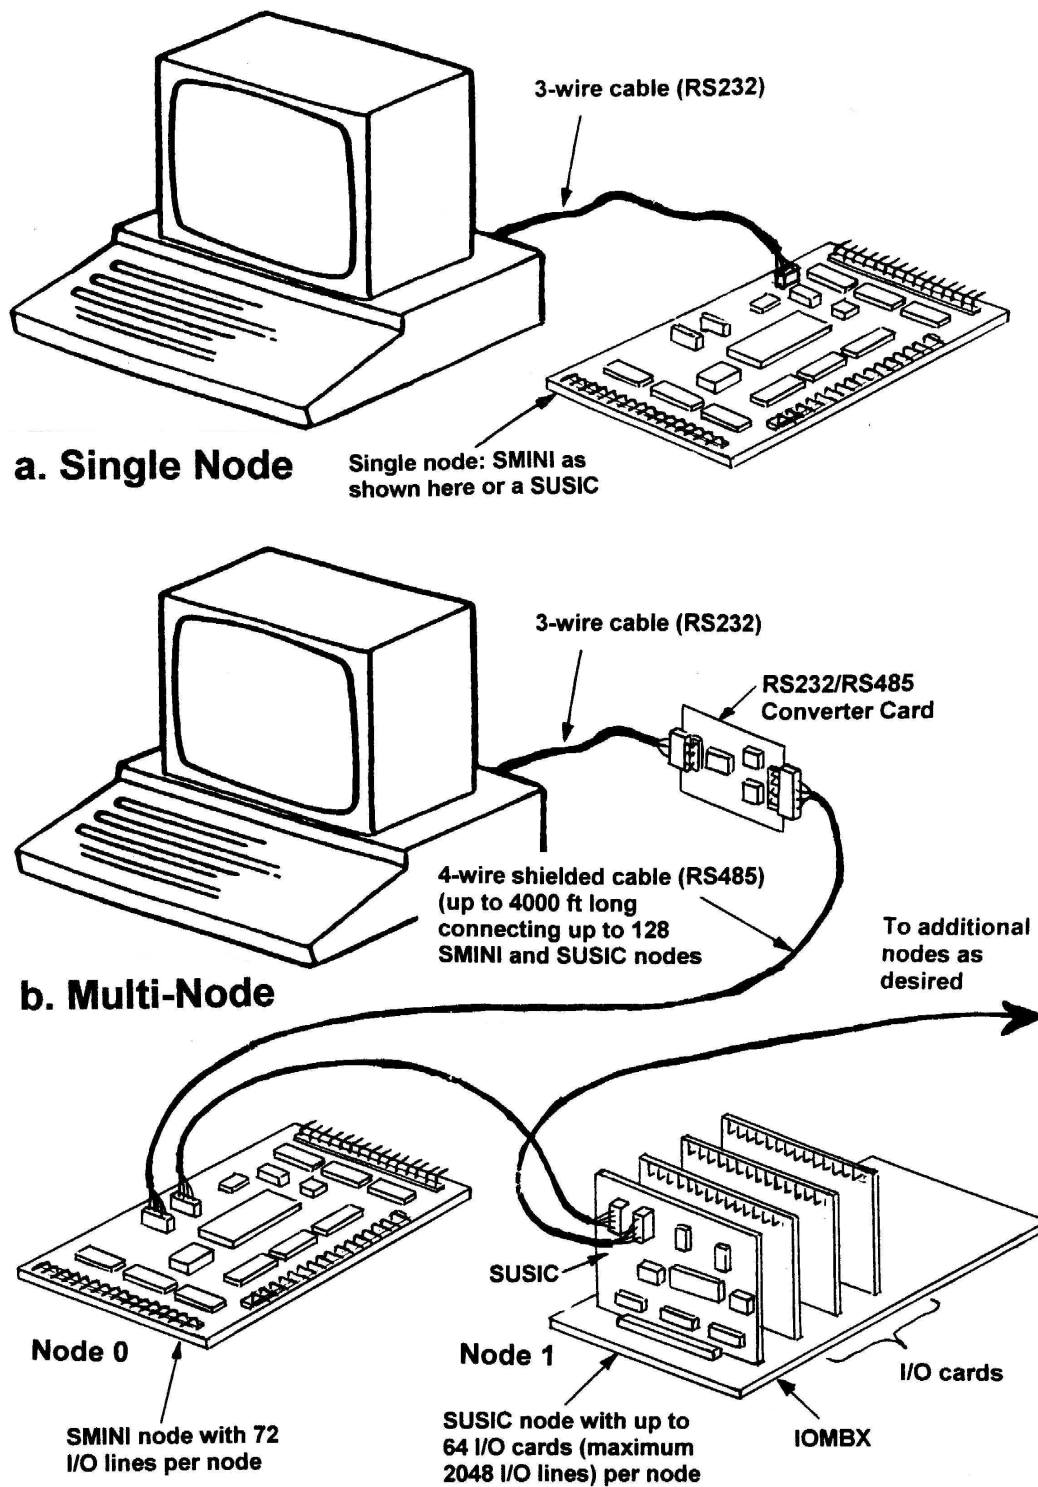 3-wire cable (RS232)
a. Single Node
Single node: SMINI as
shown here or a SUSIC
3-wire cable (RS232)
RS232/RS485
Converter Card
4-wire shielded cable (RS485)
(up to 4000 ft long
connecting up to 128
SMINI and SUSIC nodes
To additional
nodes as
desired
b. Multi-Node
SUSIC
Node 0
Node 1
I/O cards
IOMBX
SMINI node with 72
I/O lines per node
SUSIC node with up to
64 I/O cards (maximum
2048 I/O lines) per node